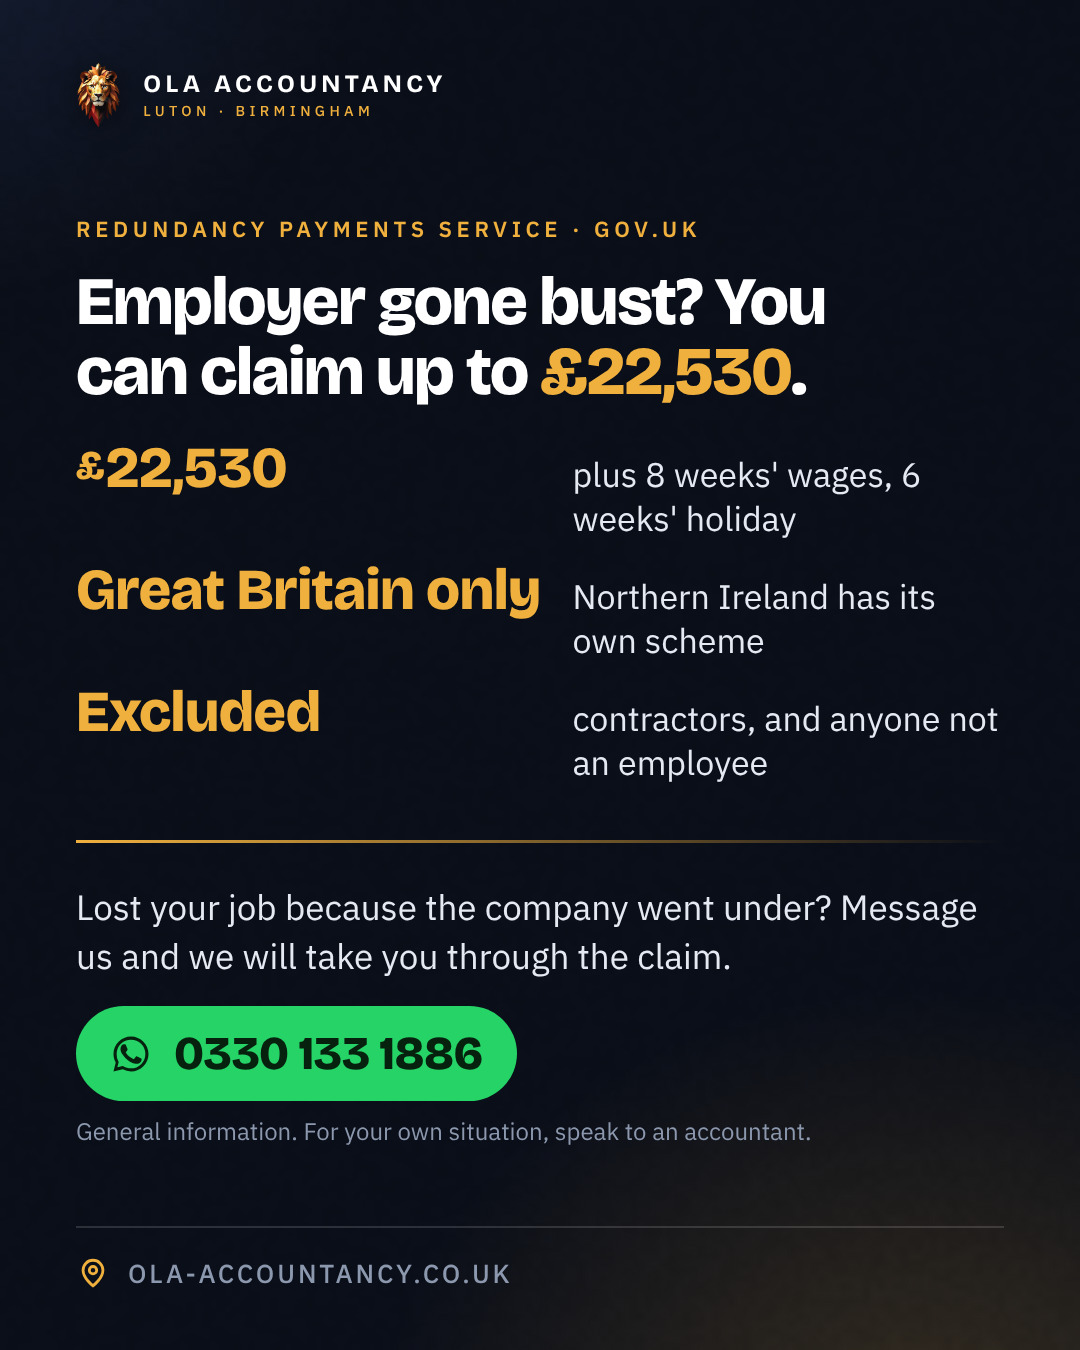 OLA ACCOUNTANCY
LUTON · BIRMINGHAM
REDUNDANCY PAYMENTS SERVICE · GOV.UK
Employer gone bust? You
can claim up to £22,530.
£22,530
plus 8 weeks' wages, 6
weeks' holiday
Great Britain only
Northern Ireland has its
own scheme
Excluded
contractors, and anyone not
an employee
Lost your job because the company went under? Message
us and we will take you through the claim.
0330 133 1886
General information. For your own situation, speak to an accountant.
OLA-ACCOUNTANCY.CO.UK